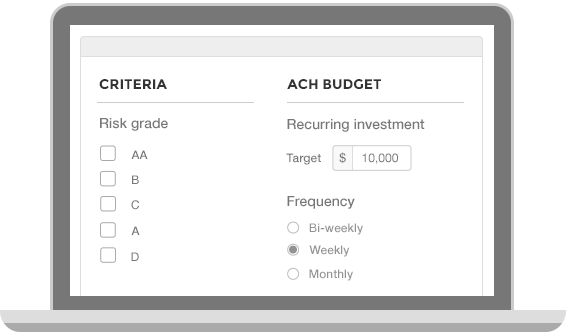 CRITERIA
Risk grade
AA
B
C
A
D
ACH BUDGET
Recurring investment
Target $ 10,000
Frequency
Bi-weekly
Weekly
Monthly